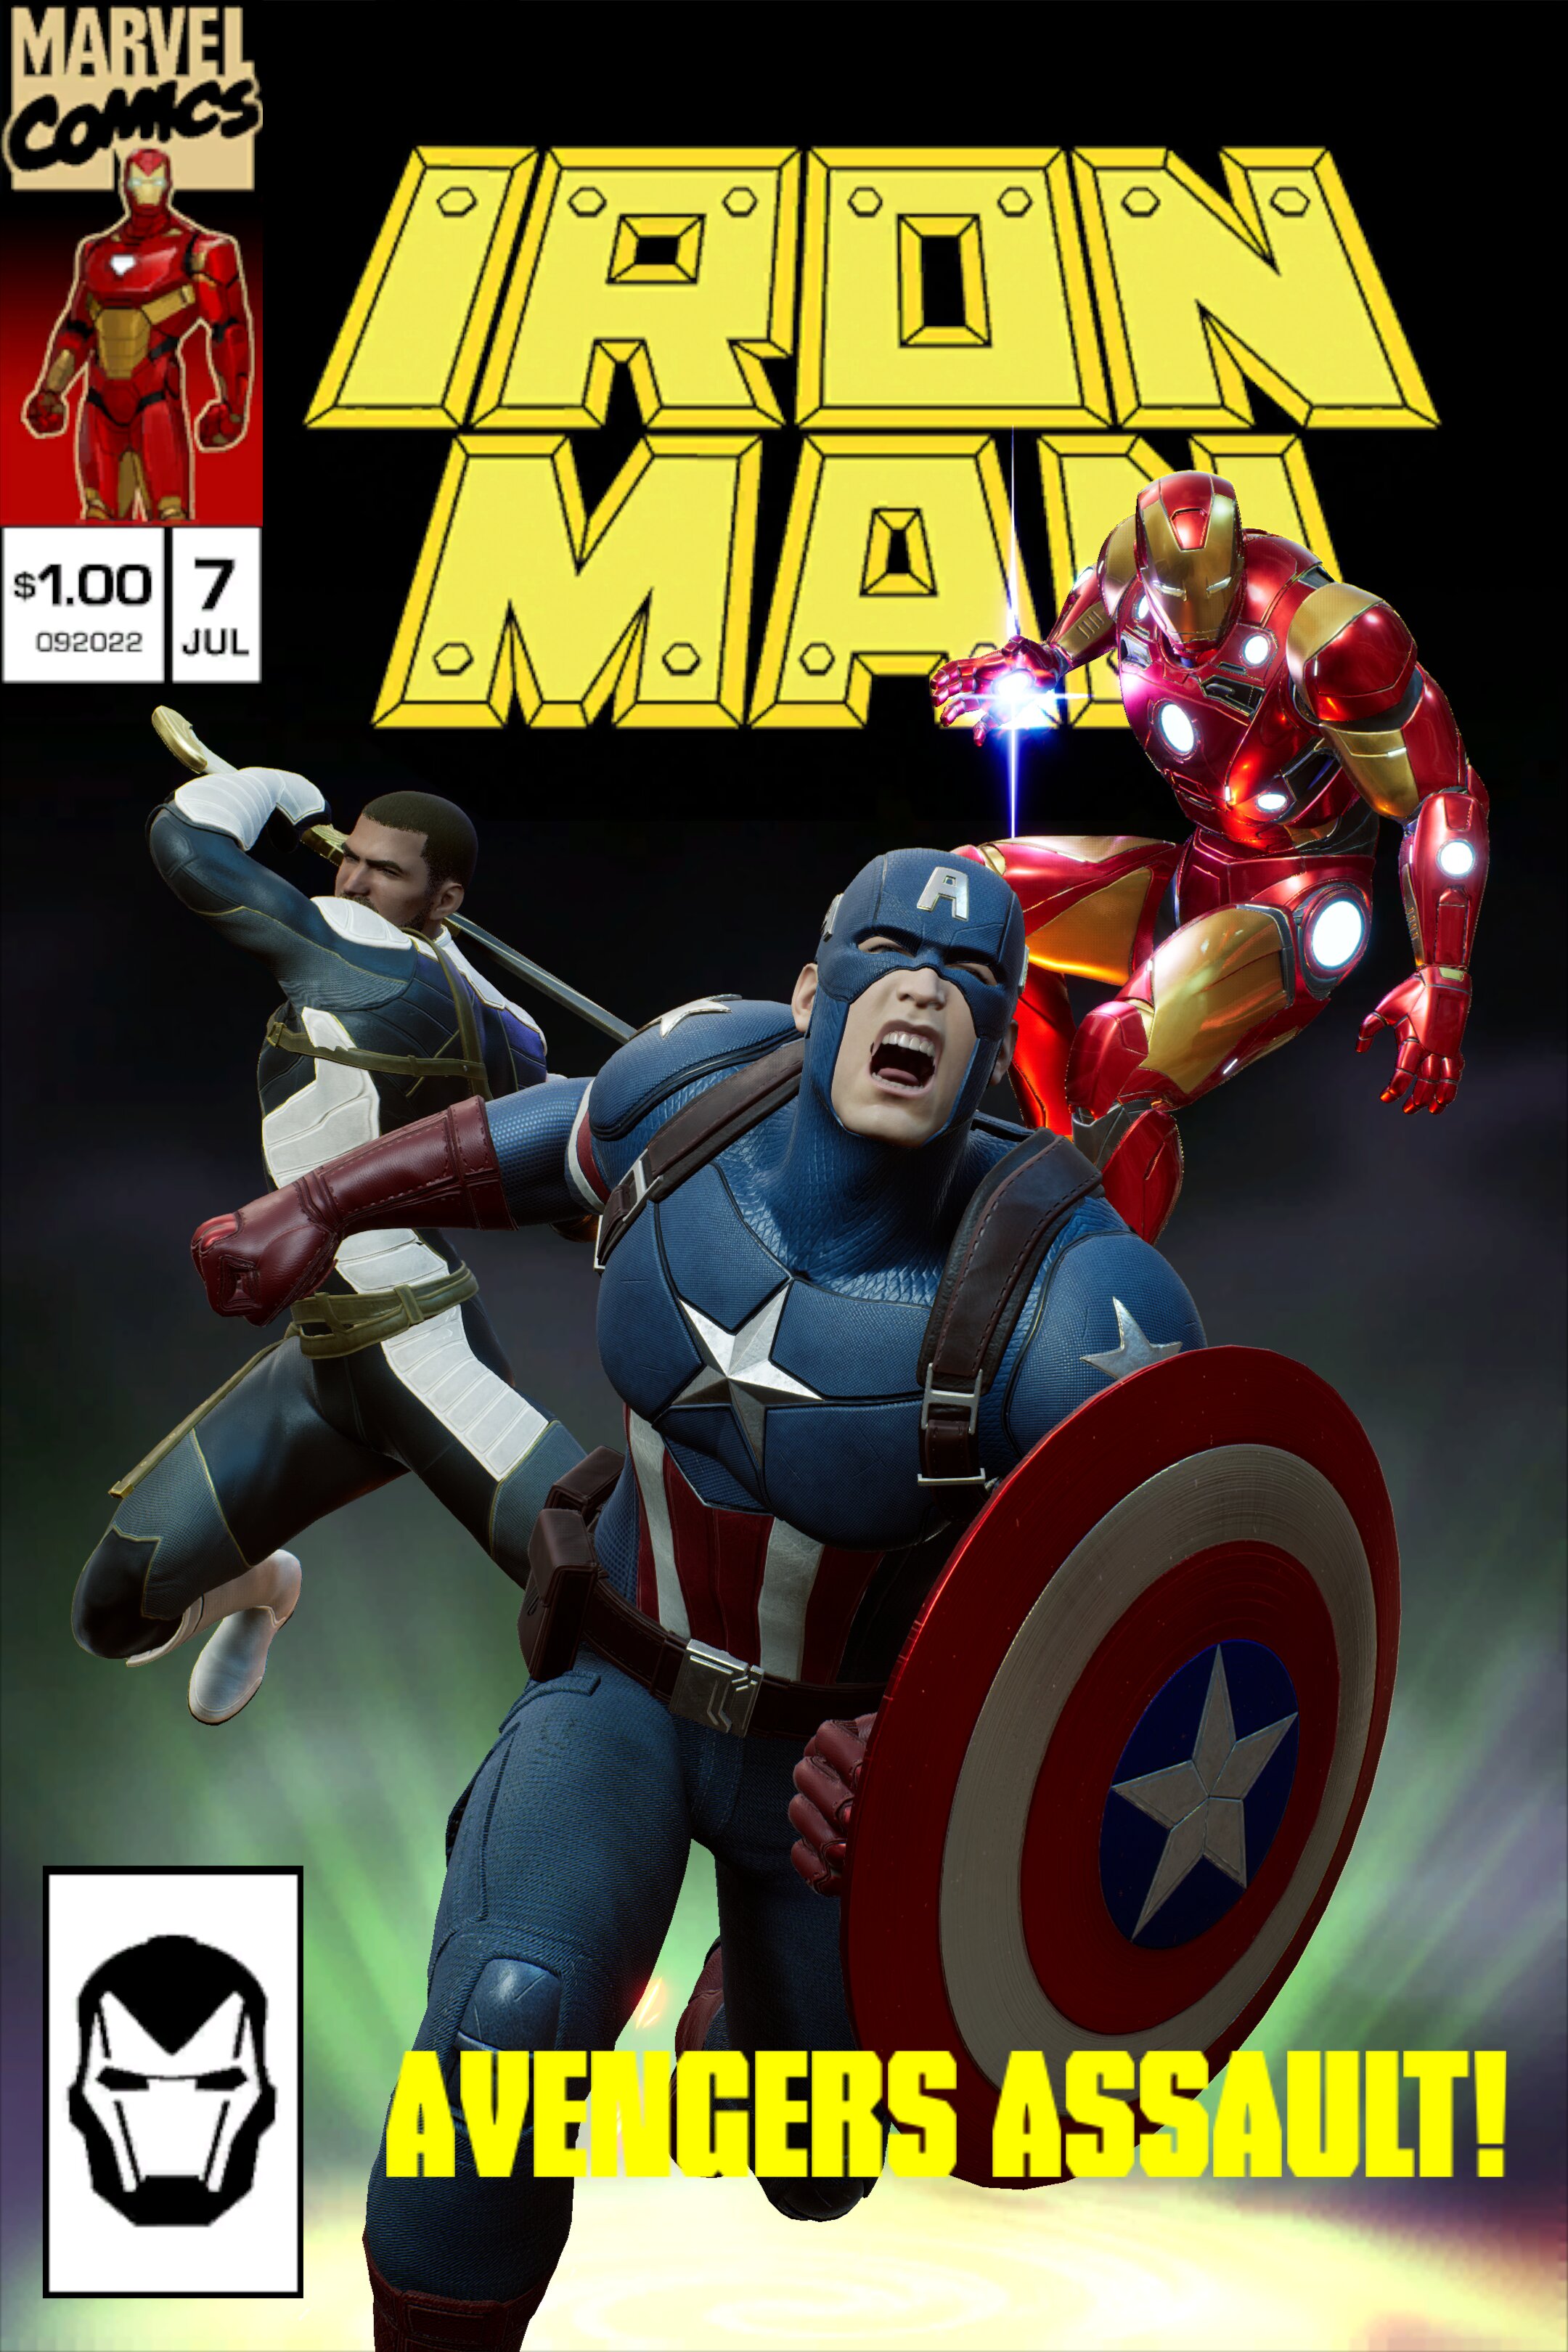 MARVEL
COMICS
IRON
MAN
$1.00
092022
7
JUL
A
AVENGERS ASSAULT!